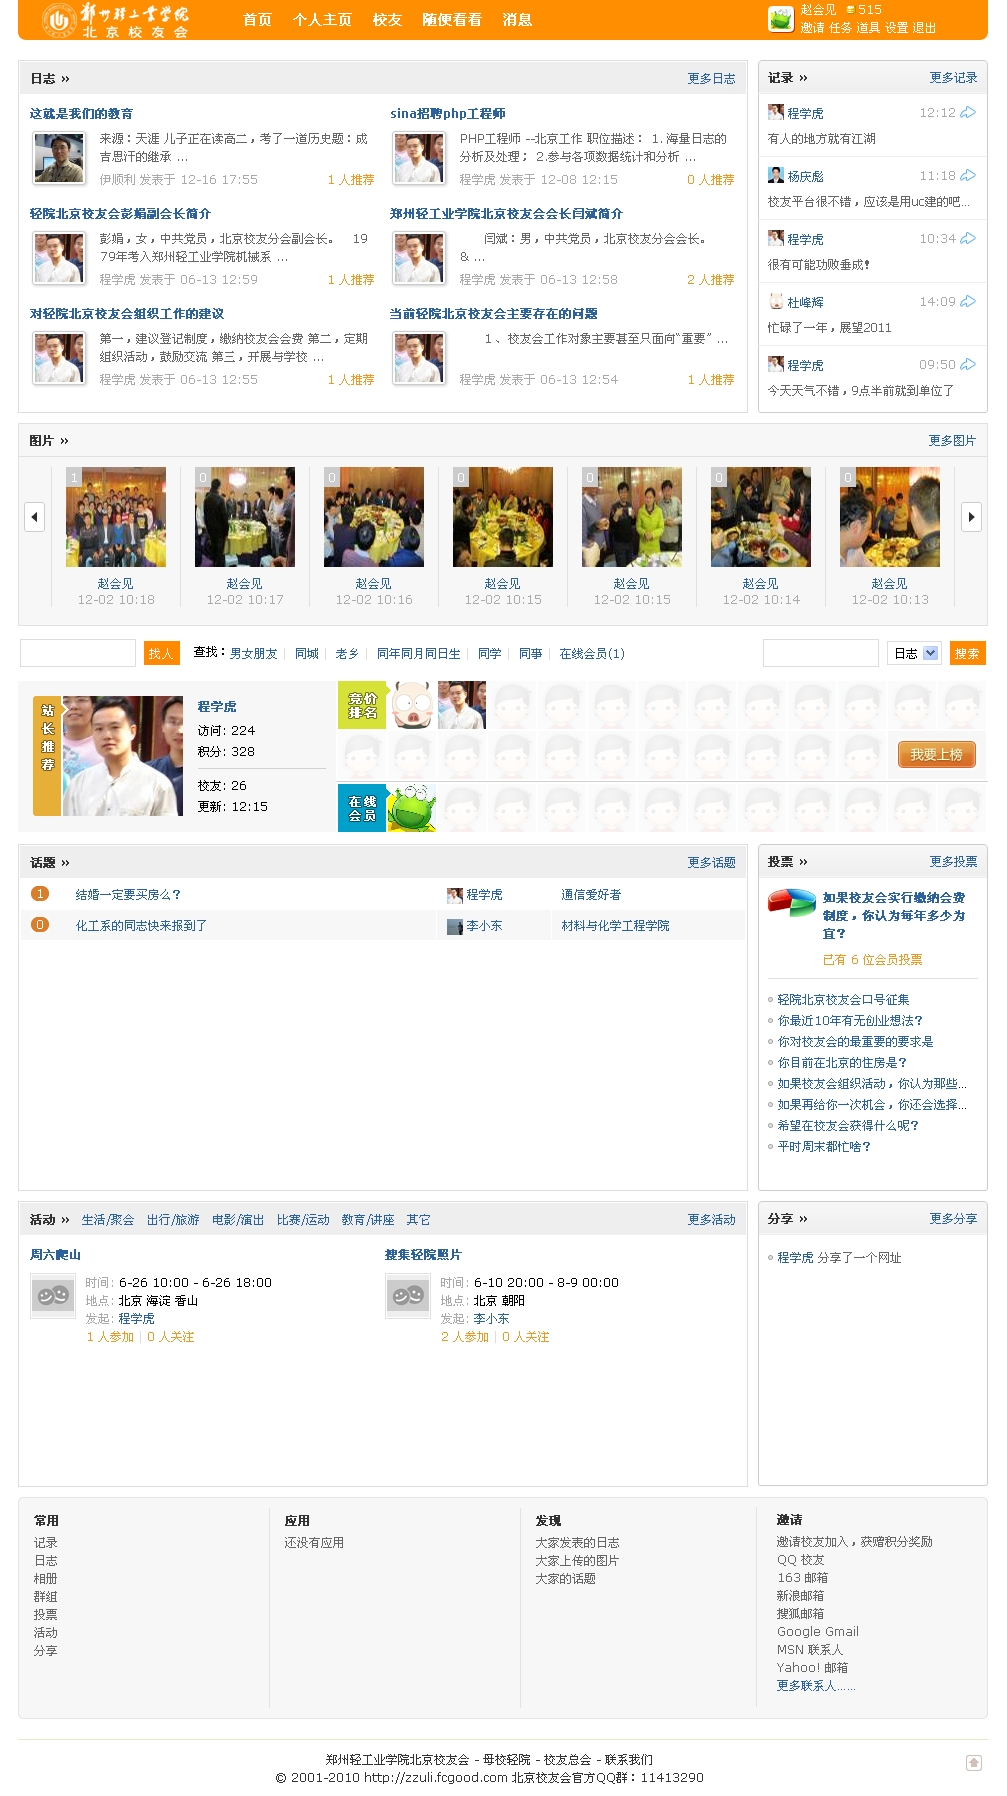 郑州轻工业学院
北京校友会
首页 个人主页 校友 随便看看 消息
赵会见 515
邀请 任务 道具 设置 退出
日志 »
更多日志
这就是我们的教育
来源：天涯 儿子正在读高二，考了一道历史题：成
吉思汗的继承 ...
伊顺利 发表于 12-16 17:55 1 人推荐
sina招聘php工程师
PHP工程师 --北京工作 职位描述： 1.海量日志的
分析及处理； 2.参与各项数据统计和分析 ...
程学虎 发表于 12-08 12:15 0 人推荐
轻院北京校友会彭娟副会长简介
彭娟，女，中共党员，北京校友分会副会长。 19
79年考入郑州轻工业学院机械系 ...
程学虎 发表于 06-13 12:59 1 人推荐
郑州轻工业学院北京校友会会长闫斌简介
闫斌：男，中共党员，北京校友分会会长。
& ...
程学虎 发表于 06-13 12:58 2 人推荐
对轻院北京校友会组织工作的建议
第一，建议登记制度，缴纳校友会会费 第二，定期
组织活动，鼓励交流 第三，开展与学校 ...
程学虎 发表于 06-13 12:55 1 人推荐
当前轻院北京校友会主要存在的问题
1、校友会工作对象主要甚至只面向“重要” ...
程学虎 发表于 06-13 12:54 1 人推荐
记录 »
更多记录
程学虎 12:12
有人的地方就有江湖
杨庆彪 11:18
校友平台很不错，应该是用uc建的吧...
程学虎 10:34
很有可能功败垂成！
杜峰辉 14:09
忙碌了一年，展望2011
程学虎 09:50
今天天气不错，9点半前就到单位了
图片 »
更多图片
1 0 0 0 0 0 0
赵会见 赵会见 赵会见 赵会见 赵会见 赵会见 赵会见
12-02 10:18 12-02 10:17 12-02 10:16 12-02 10:15 12-02 10:15 12-02 10:14 12-02 10:13
找人 查找： 男女朋友 同城 老乡 同年同月同日生 同学 同事 在线会员(1) 日志 搜索
站长推荐
程学虎
访问: 224
积分: 328
校友: 26
更新: 12:15
竞价
排名
我要上榜
在线
会员
话题 »
更多话题
1 结婚一定要买房么？ 程学虎 通信爱好者
0 化工系的同志快来报到了 李小东 材料与化学工程学院
投票 »
更多投票
如果校友会实行缴纳会费
制度，你认为每年多少为
宜？
已有 6 位会员投票
轻院北京校友会口号征集
你最近10年有无创业想法？
你对校友会的最重要的要求是
你目前在北京的住房是？
如果校友会组织活动，你认为那些...
如果再给你一次机会，你还会选择...
希望在校友会获得什么呢？
平时周末都忙啥？
活动 » 生活/聚会 出行/旅游 电影/演出 比赛/运动 教育/讲座 其它
更多活动
周六爬山
时间: 6-26 10:00 - 6-26 18:00
地点: 北京 海淀 香山
发起: 程学虎
1 人参加 | 0 人关注
搜集轻院照片
时间: 6-10 20:00 - 8-9 00:00
地点: 北京 朝阳
发起: 李小东
2 人参加 | 0 人关注
分享 »
更多分享
程学虎 分享了一个网址
常用
记录
日志
相册
群组
投票
活动
分享
应用
还没有应用
发现
大家发表的日志
大家上传的图片
大家的话题
邀请
邀请校友加入，获赠积分奖励
QQ 校友
163 邮箱
新浪邮箱
搜狐邮箱
Google Gmail
MSN 联系人
Yahoo! 邮箱
更多联系人......
郑州轻工业学院北京校友会 - 母校轻院 - 校友总会 - 联系我们
© 2001-2010 http://zzuli.fcgood.com 北京校友会官方QQ群：11413290